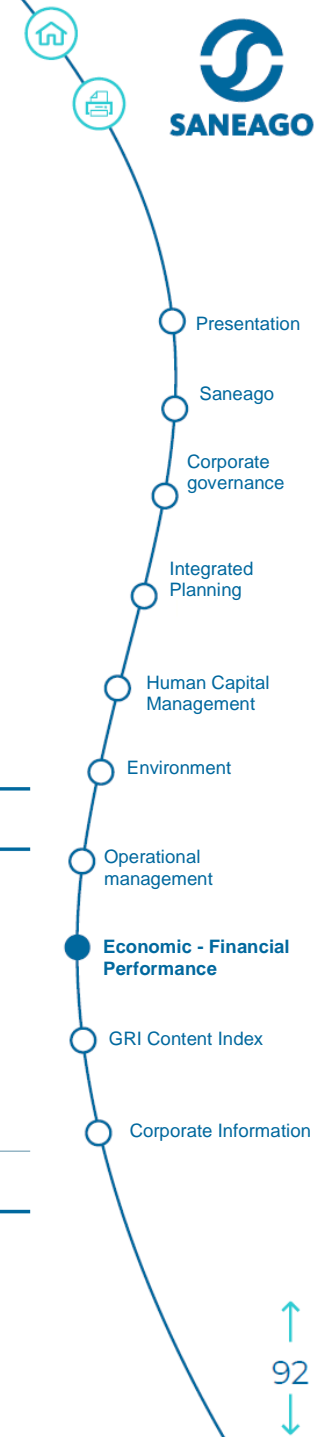 SANEAGO
Presentation
Saneago
Corporate
governance
Integrated
Planning
Human Capital
Management
Environment
Operational
management
Economic - Financial
Performance
GRI Content Index
Corporate Information
92